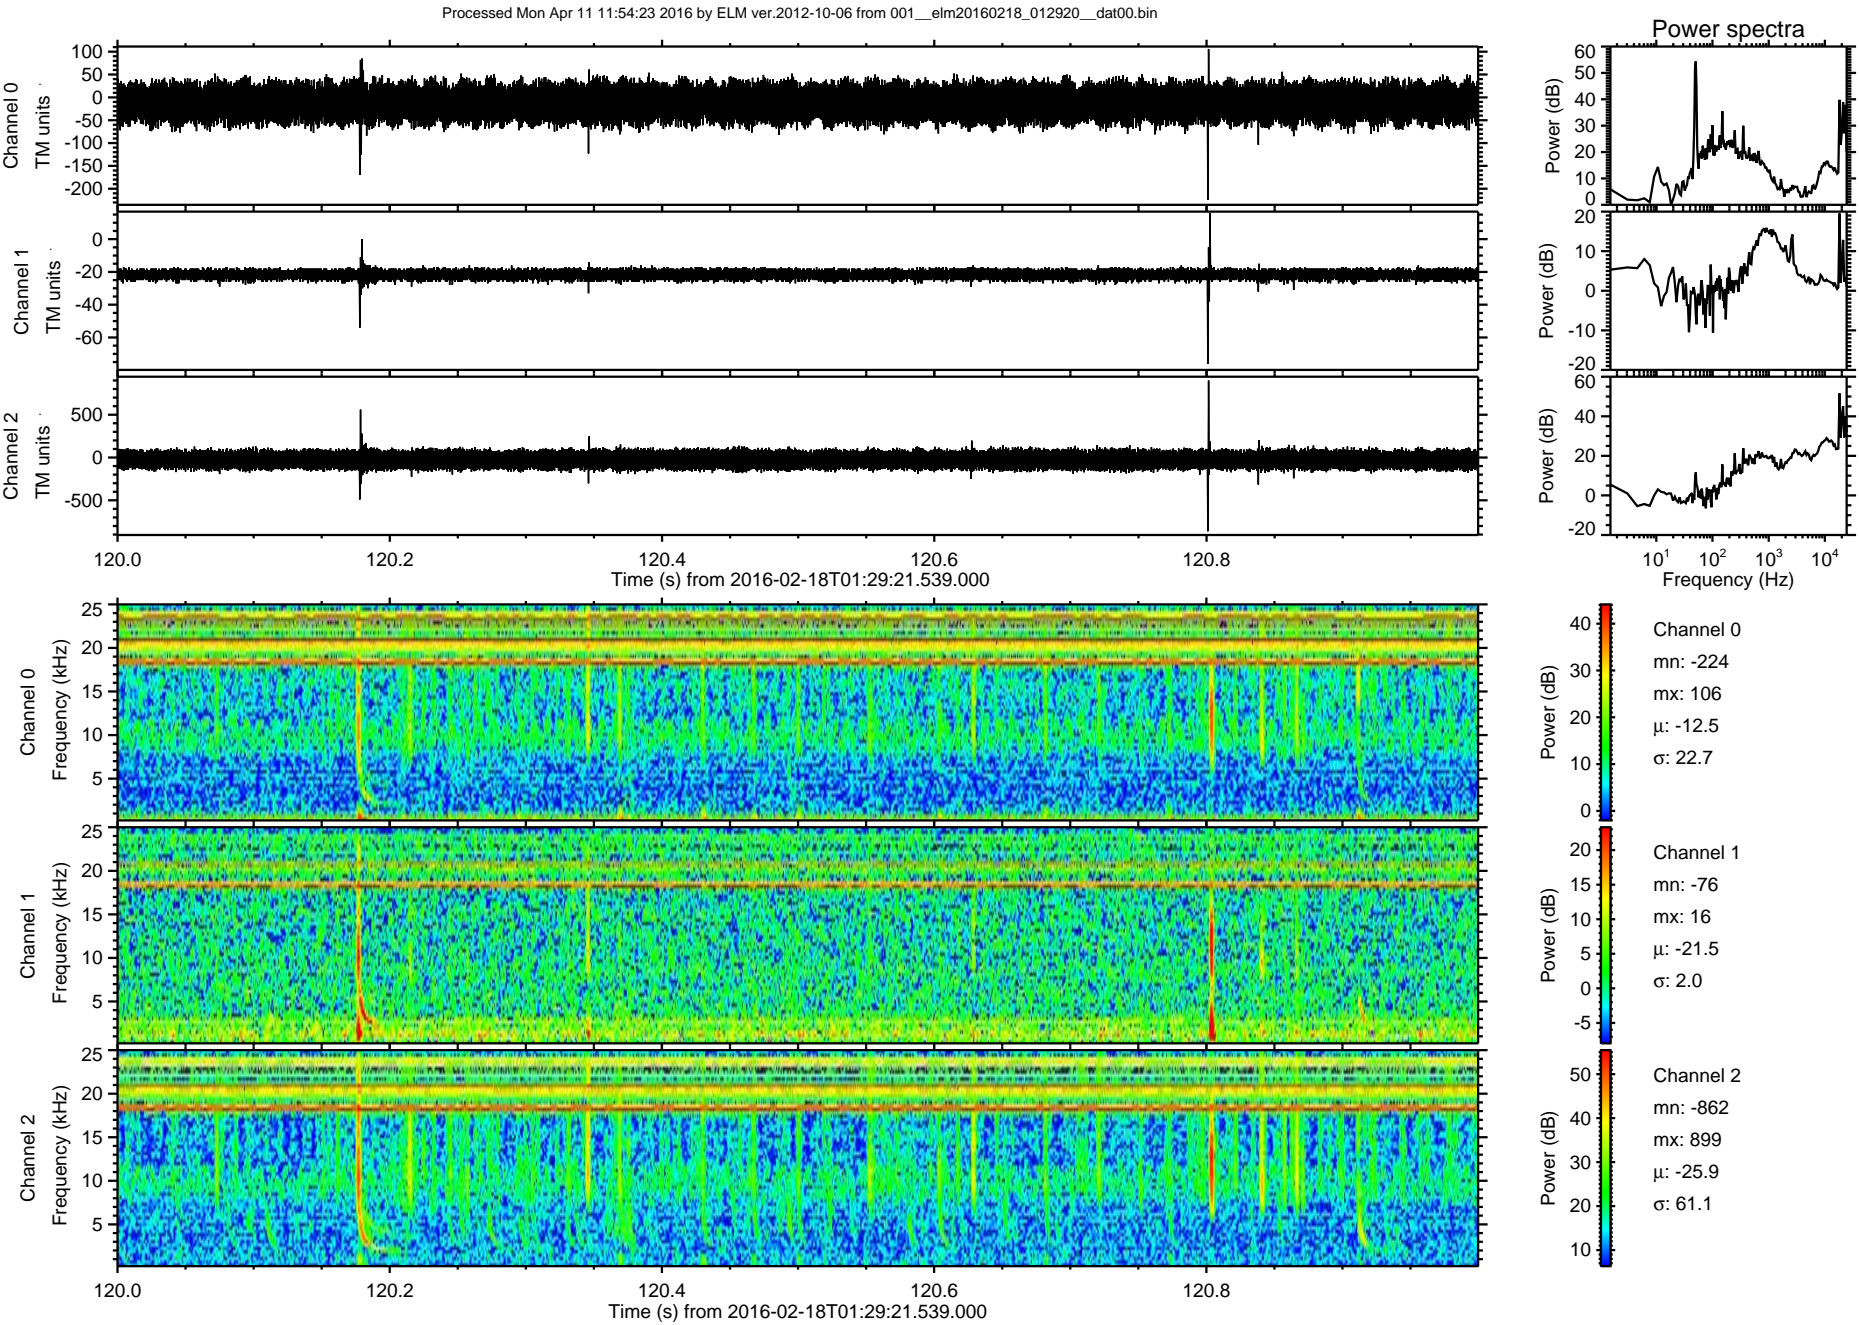 Processed Mon Apr 11 11:54:23 2016 by ELM ver.2012-10-06 from 001__elm20160218_012920__dat00.bin
Power spectra
Channel 0
TM units
100
50
0
-50
-100
-150
-200
Power (dB)
60
50
40
30
20
10
0
Channel 1
TM units
0
-20
-40
-60
Power (dB)
20
10
0
-10
-20
Channel 2
TM units
500
0
-500
Power (dB)
60
40
20
0
-20
120.0 120.2 120.4 120.6 120.8
Time (s) from 2016-02-18T01:29:21.539.000
10^1 10^2 10^3 10^4
Frequency (Hz)
Channel 0
Frequency (kHz)
25
20
15
10
5
Power (dB)
40
30
20
10
0
Channel 0
mn: -224
mx: 106
μ: -12.5
σ: 22.7
Channel 1
Frequency (kHz)
25
20
15
10
5
Power (dB)
20
15
10
5
0
-5
Channel 1
mn: -76
mx: 16
μ: -21.5
σ: 2.0
Channel 2
Frequency (kHz)
25
20
15
10
5
Power (dB)
50
40
30
20
10
Channel 2
mn: -862
mx: 899
μ: -25.9
σ: 61.1
120.0 120.2 120.4 120.6 120.8
Time (s) from 2016-02-18T01:29:21.539.000